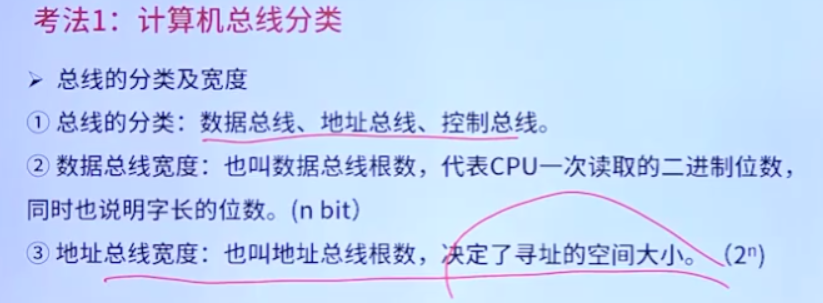 考法1：计算机总线分类
➢ 总线的分类及宽度
① 总线的分类：数据总线、地址总线、控制总线。
② 数据总线宽度：也叫数据总线根数，代表CPU一次读取的二进制位数，
同时也说明字长的位数。(n bit）
③ 地址总线宽度：也叫地址总线根数，决定了寻址的空间大小。（2ⁿ)